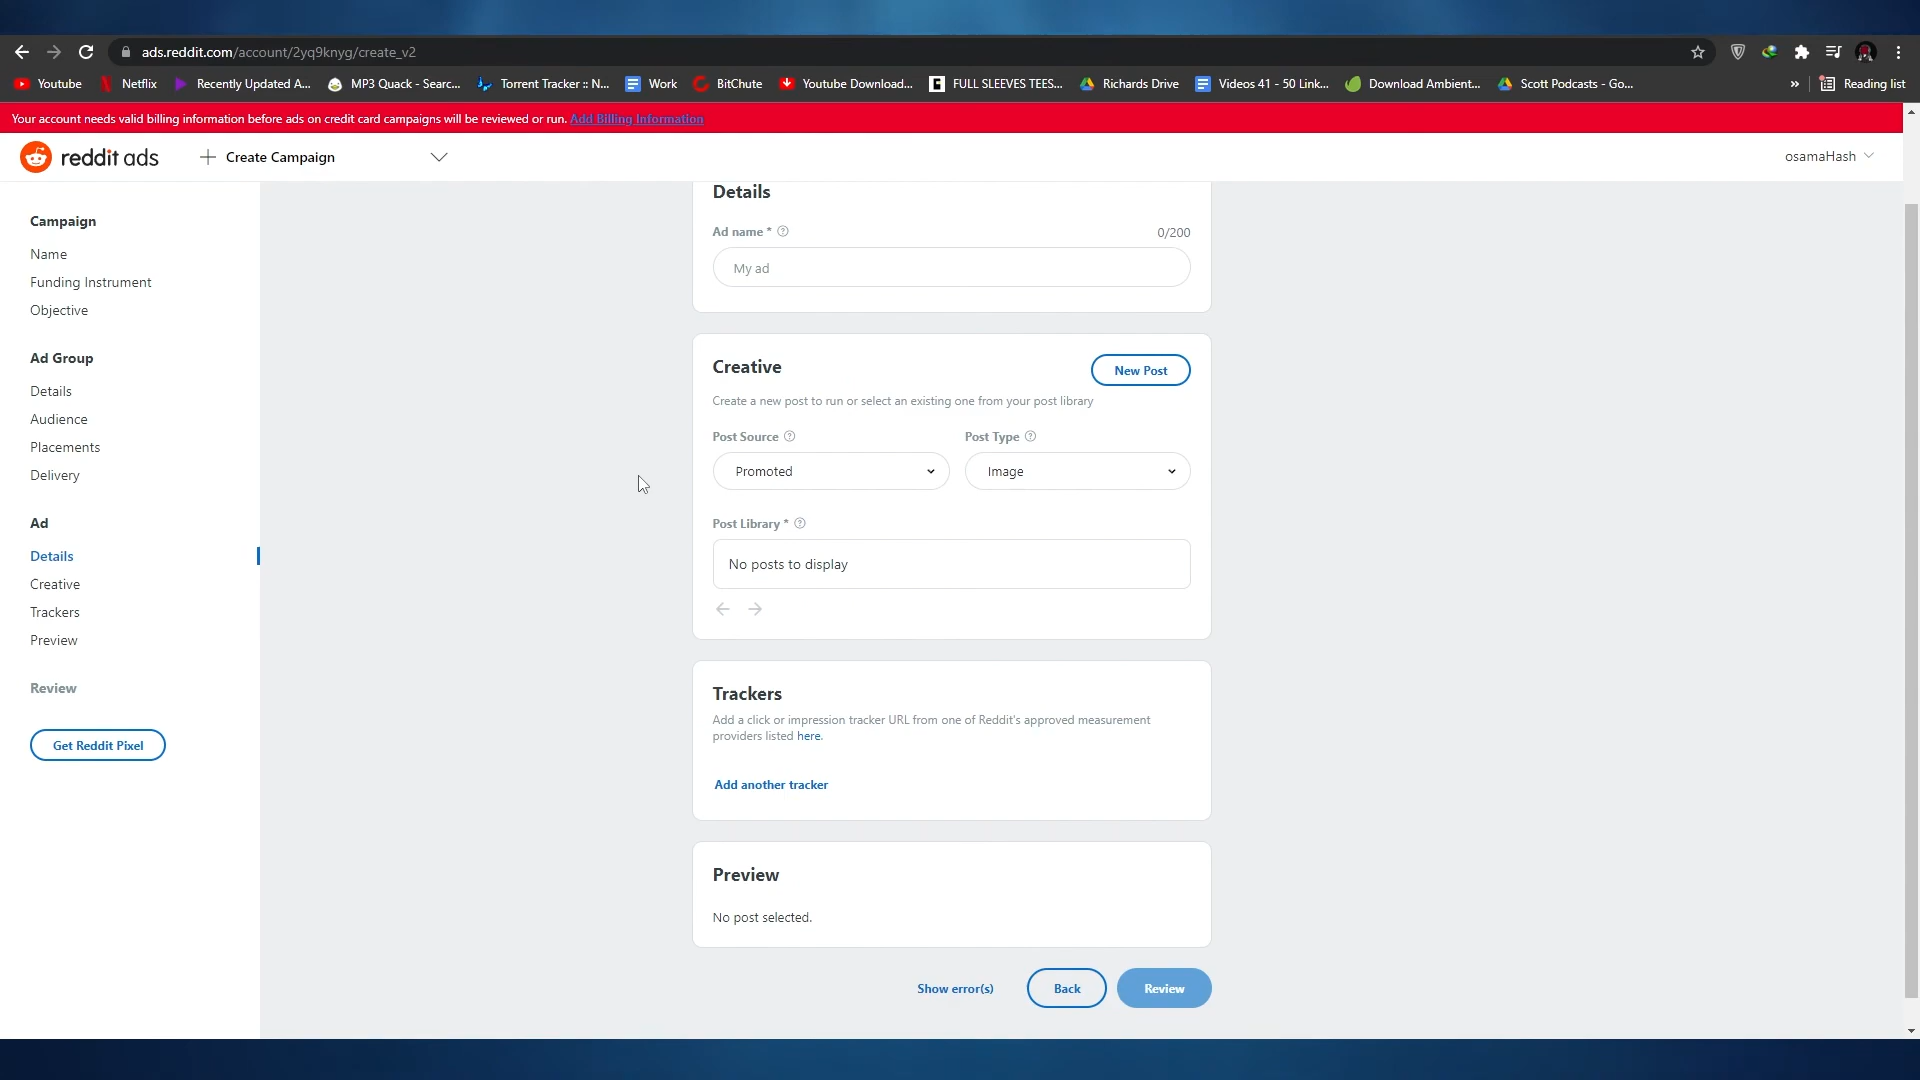 ads.reddit.com/account/2yq9knyg/create_v2
Youtube Netflix Recently Updated A... MP3 Quack - Searc... Torrent Tracker :: N... Work BitChute Youtube Download... FULL SLEEVES TEES... Richards Drive Videos 41 - 50 Link... Download Ambient... Scott Podcasts - Go... » Reading list
Your account needs valid billing information before ads on credit card campaigns will be reviewed or run. Add Billing Information
reddit ads Create Campaign osamaHash
Campaign
Name
Funding Instrument
Objective
Ad Group
Details
Audience
Placements
Delivery
Ad
Details
Creative
Trackers
Preview
Review
Get Reddit Pixel
Details
Ad name * 0/200
My ad
Creative New Post
Create a new post to run or select an existing one from your post library
Post Source Post Type
Promoted Image
Post Library *
No posts to display
Trackers
Add a click or impression tracker URL from one of Reddit's approved measurement
providers listed here.
Add another tracker
Preview
No post selected.
Show error(s) Back Review